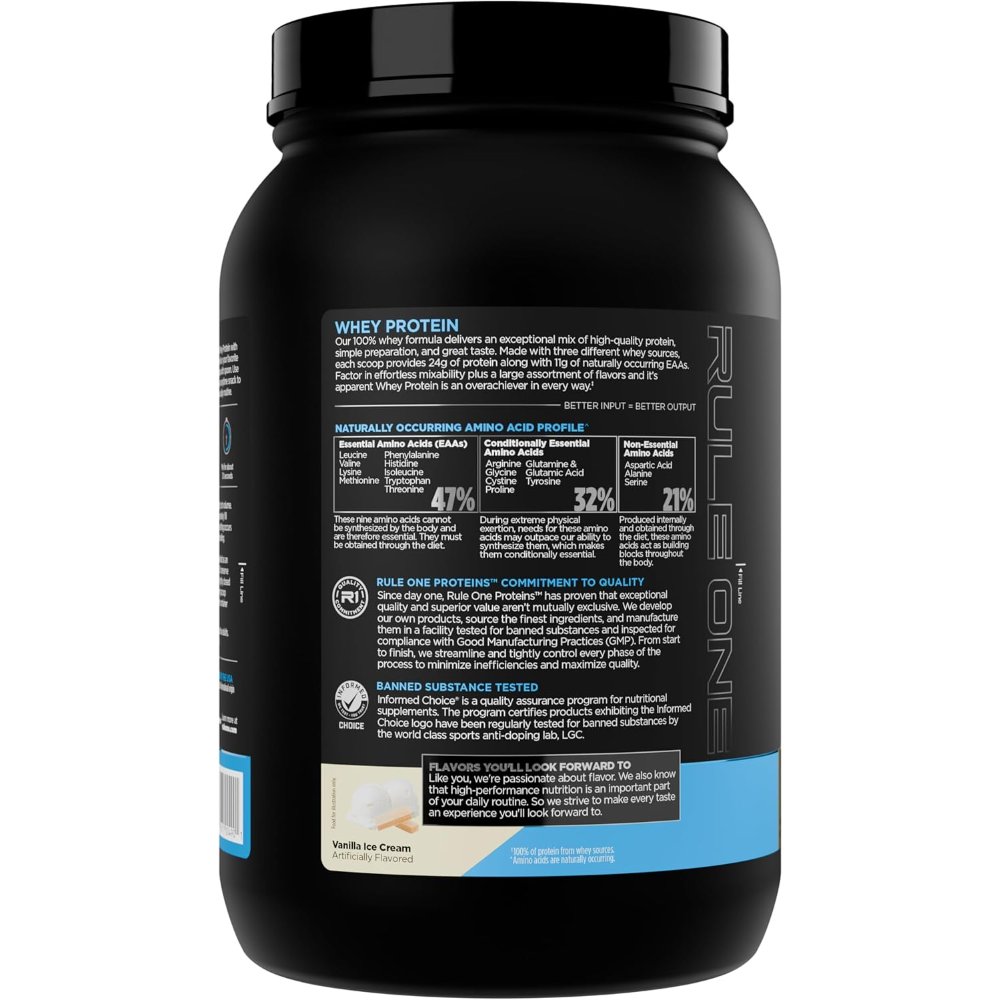 WHEY PROTEIN
Our 100% whey formula delivers an exceptional mix of high-quality protein,
simple preparation, and great taste. Made with three different whey sources,
each scoop provides 24g of protein along with 11g of naturally occurring EAAs.
Factor in effortless mixability plus a large assortment of flavors and it's
apparent Whey Protein is an overachiever in every way.¹
BETTER INPUT = BETTER OUTPUT
NATURALLY OCCURRING AMINO ACID PROFILE^
Essential Amino Acids (EAAs)
Leucine Phenylalanine
Valine Histidine
Lysine Isoleucine
Methionine Tryptophan
Threonine
47%
These nine amino acids cannot
be synthesized by the body and
are therefore essential. They must
be obtained through the diet.
Conditionally Essential
Amino Acids
Arginine Glutamine &
Glycine Glutamic Acid
Cystine Tyrosine
Proline
32%
During extreme physical
exertion, needs for these amino
acids may outpace our ability to
synthesize them, which makes
them conditionally essential.
Non-Essential
Amino Acids
Aspartic Acid
Alanine
Serine
21%
Produced internally
and obtained through
the diet, these amino
acids act as building
blocks throughout
the body.
QUALITY
R1
COMMITMENT
RULE ONE PROTEINS™ COMMITMENT TO QUALITY
Since day one, Rule One Proteins™ has proven that exceptional
quality and superior value aren't mutually exclusive. We develop
our own products, source the finest ingredients, and manufacture
them in a facility tested for banned substances and inspected for
compliance with Good Manufacturing Practices (GMP). From start
to finish, we streamline and tightly control every phase of the
process to minimize inefficiencies and maximize quality.
INFORMED
CHOICE
BANNED SUBSTANCE TESTED
Informed Choice® is a quality assurance program for nutritional
supplements. The program certifies products exhibiting the Informed
Choice logo have been regularly tested for banned substances by
the world class sports anti-doping lab, LGC.
FLAVORS YOU'LL LOOK FORWARD TO
Like you, we're passionate about flavor. We also know
that high-performance nutrition is an important part
of your daily routine. So we strive to make every taste
an experience you'll look forward to.
Vanilla Ice Cream
Artificially Flavored
¹100% of protein from whey sources.
^Amino acids are naturally occurring.
RULE ONE
Fill Line